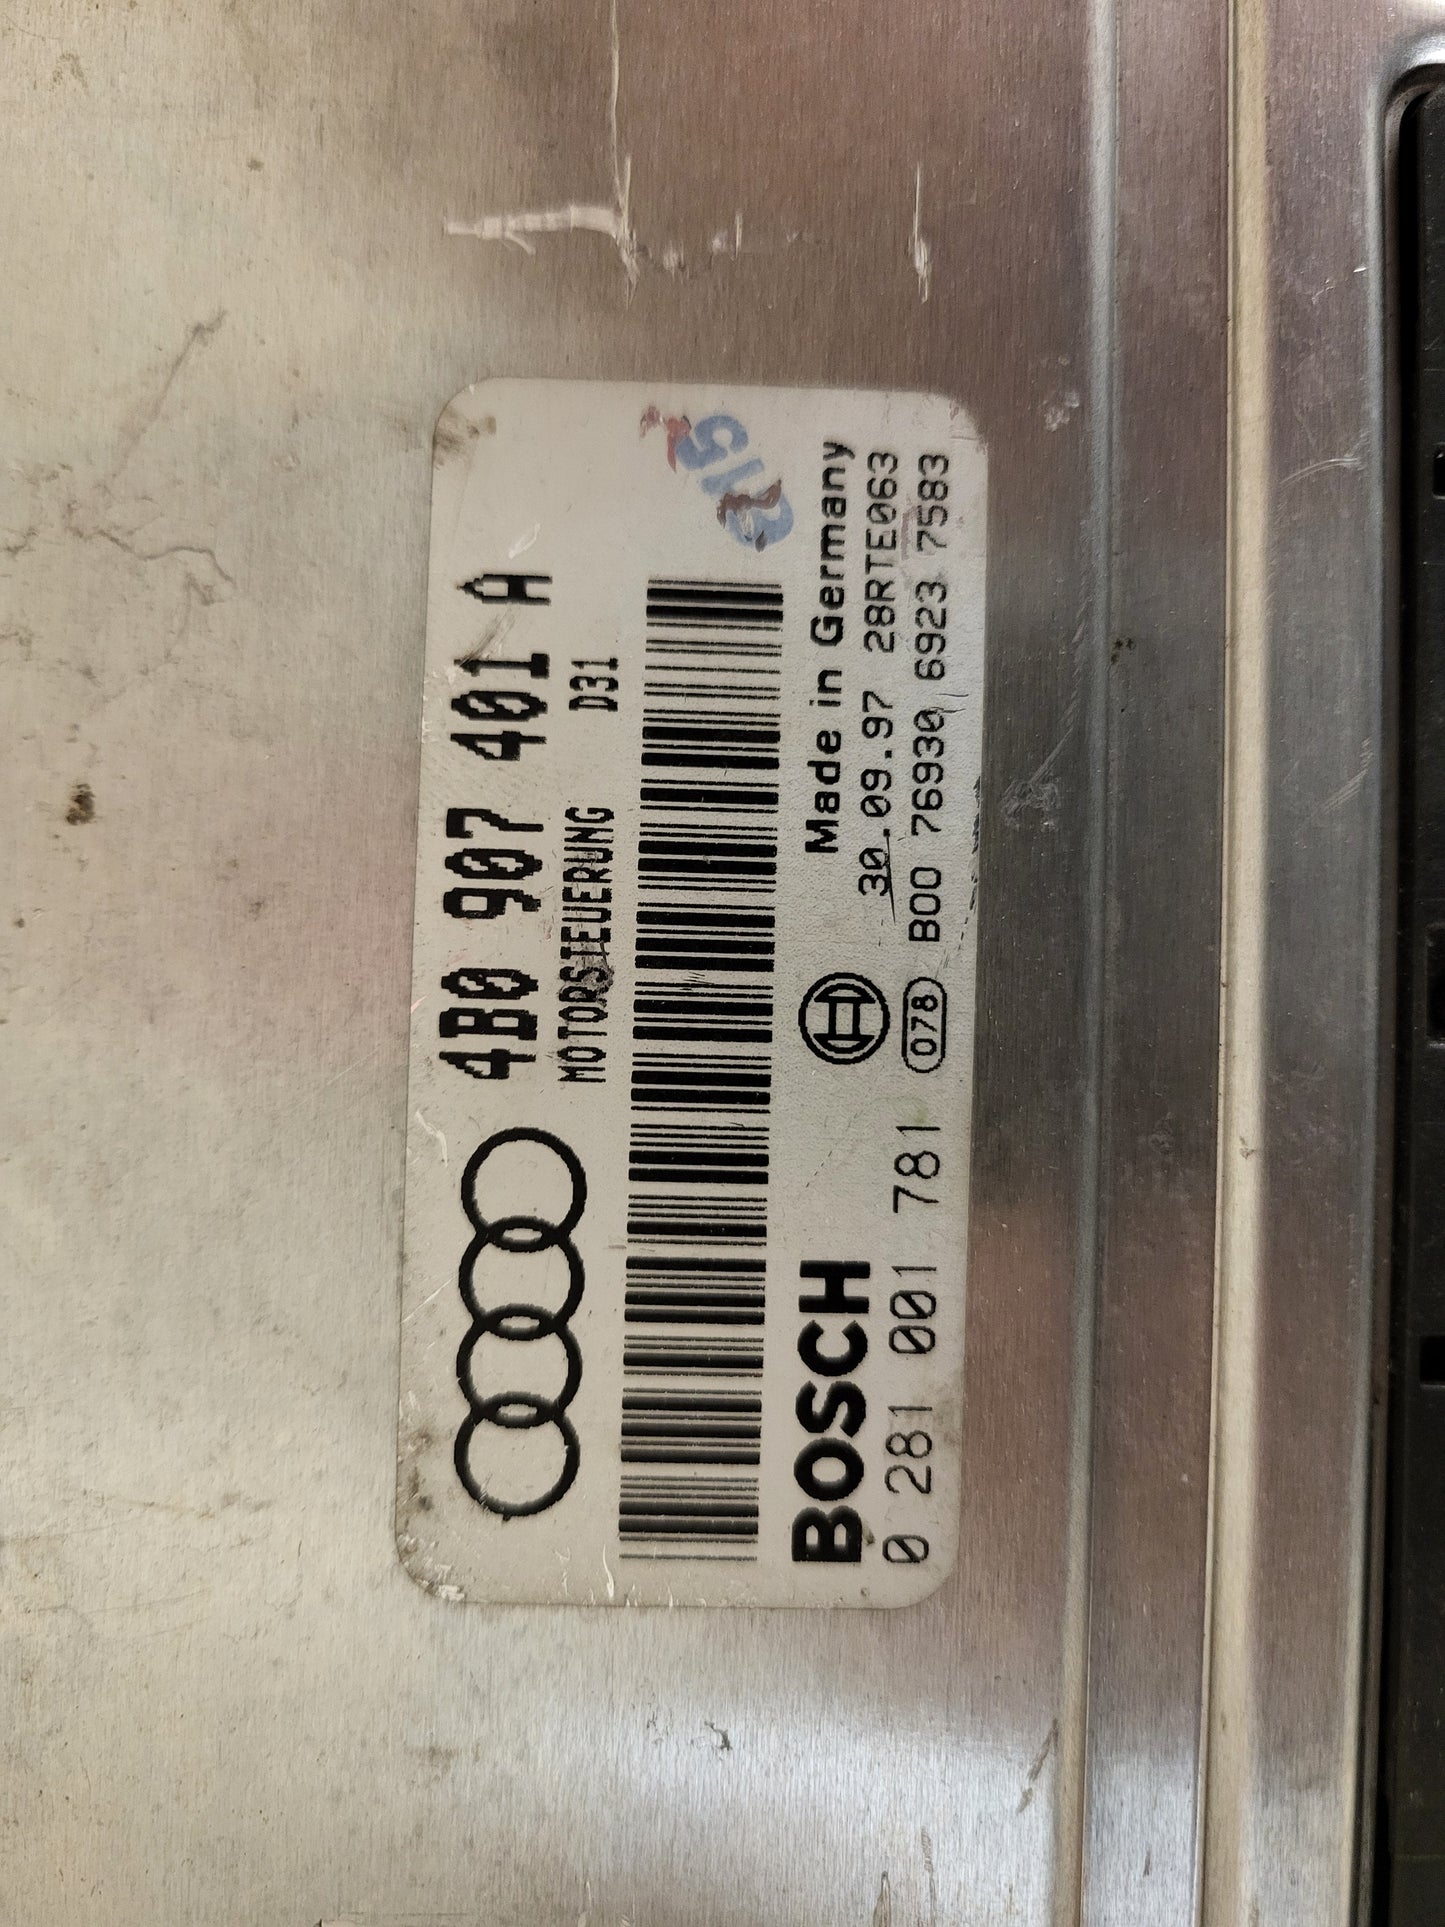 4B0 907 401 A
MOTORSTEUERUNG D31
Made in Germany
30.09.97 28RTE063
BOSCH
0 281 001 781 078 B00 76930 6923 7583